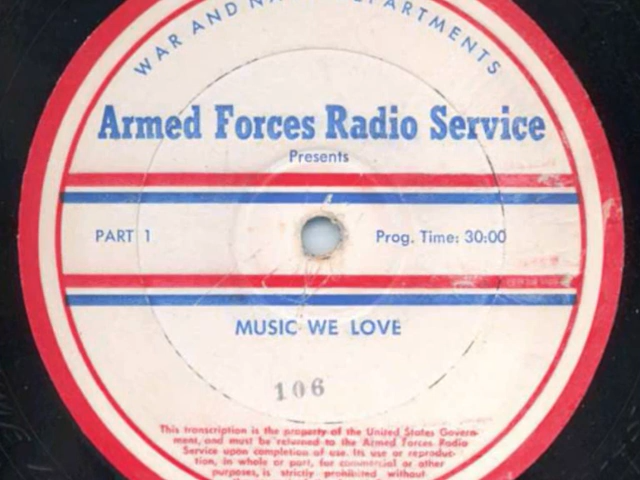 WAR AND NAVY DEPARTMENTS
Armed Forces Radio Service
Presents
PART 1
Prog. Time: 30:00
MUSIC WE LOVE
106
This transcription is the property of the United States Govern-
ment, and must be returned to the Armed Forces Radio
Service upon completion of use. Its use or reproduc-
tion, in whole or part, for commercial or other
purposes, is strictly prohibited without